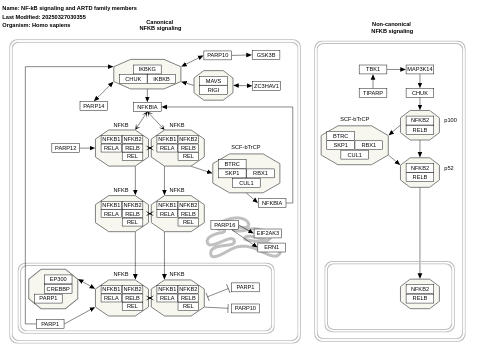 Name: NF-kB signaling and ARTD family members
Last Modified: 20250327030355
Organism: Homo sapiens
Canonical
NFKB signaling
Non-canonical
NFKB signaling
IKBKG
CHUK IKBKB
PARP10
GSK3B
MAVS
RIGI
ZC3HAV1
PARP14
NFKBIA
NFKB
NFKB
NFKB1 NFKB2
RELA RELB
REL
NFKB1 NFKB2
RELA RELB
REL
PARP12
SCF-bTrCP
BTRC
SKP1 RBX1
CUL1
NFKBIA
NFKB
NFKB1 NFKB2
RELA RELB
REL
NFKB1 NFKB2
RELA RELB
REL
PARP16
EIF2AK3
ERN1
NFKB
NFKB
NFKB1 NFKB2
RELA RELB
REL
NFKB1 NFKB2
RELA RELB
REL
EP300
CREBBP
PARP1
PARP1
PARP1
PARP10
TBK1
MAP3K14
TIPARP
CHUK
SCF-bTrCP
BTRC
SKP1 RBX1
CUL1
p100
NFKB2
RELB
p52
NFKB2
RELB
NFKB2
RELB